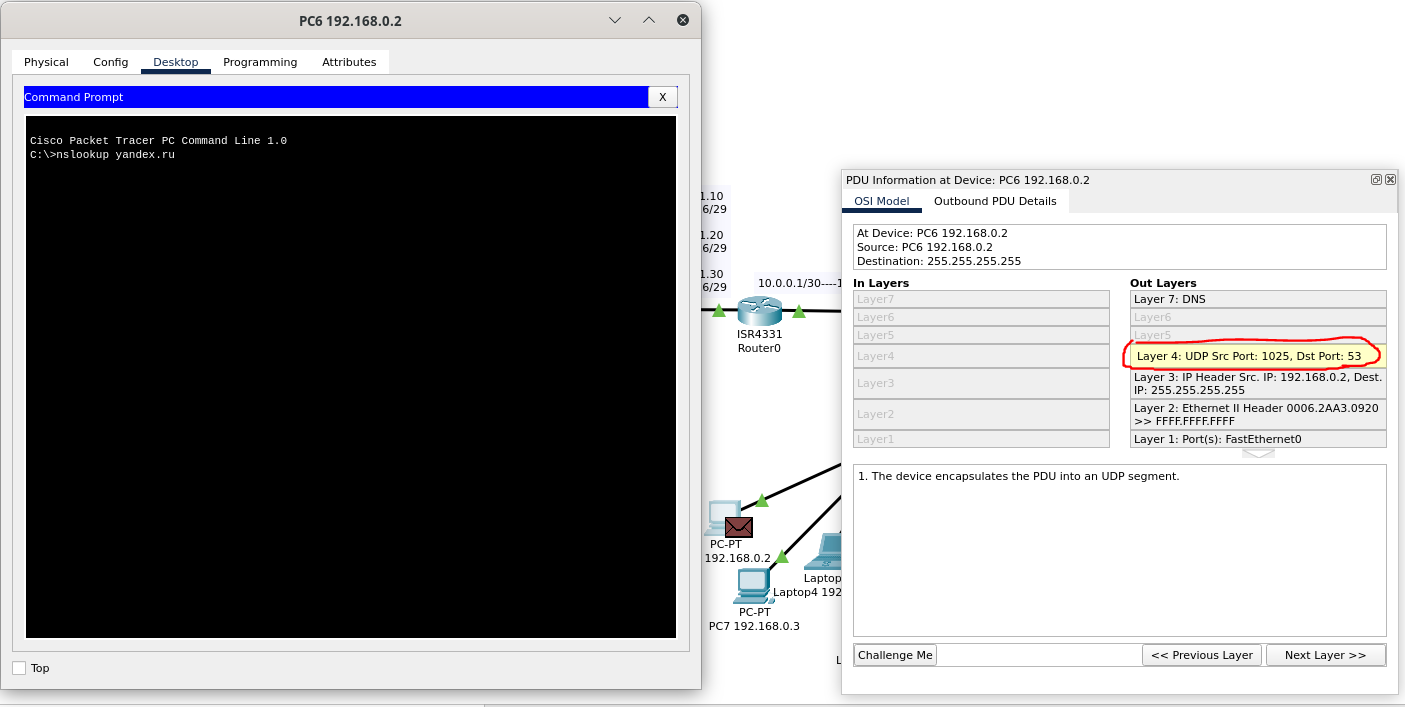 PC6 192.168.0.2
Physical
Config
Desktop
Programming
Attributes
Command Prompt
X
Cisco Packet Tracer PC Command Line 1.0
C:\>nslookup yandex.ru
Top
1.10
6/29
1.20
6/29
1.30
6/29
10.0.0.1/30----1
ISR4331
Router0
PC-PT
192.168.0.2
PC-PT
PC7 192.168.0.3
Laptop
Laptop4 192
L
PDU Information at Device: PC6 192.168.0.2
OSI Model
Outbound PDU Details
At Device: PC6 192.168.0.2
Source: PC6 192.168.0.2
Destination: 255.255.255.255
In Layers
Layer7
Layer6
Layer5
Layer4
Layer3
Layer2
Layer1
Out Layers
Layer 7: DNS
Layer6
Layer5
Layer 4: UDP Src Port: 1025, Dst Port: 53
Layer 3: IP Header Src. IP: 192.168.0.2, Dest.
IP: 255.255.255.255
Layer 2: Ethernet II Header 0006.2AA3.0920
>> FFFF.FFFF.FFFF
Layer 1: Port(s): FastEthernet0
1. The device encapsulates the PDU into an UDP segment.
Challenge Me
<< Previous Layer
Next Layer >>